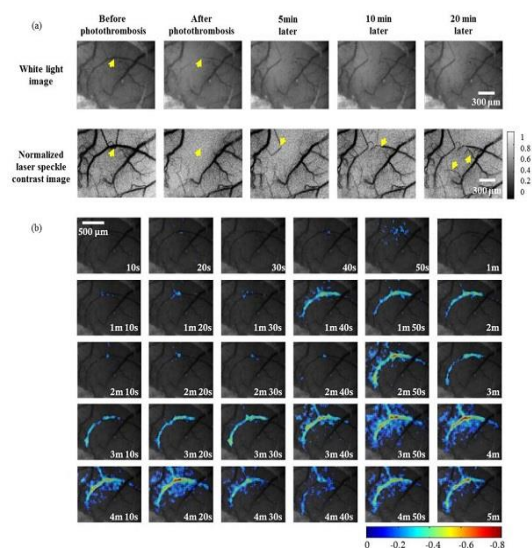 (a)
Before photothrombosis
After photothrombosis
5min later
10 min later
20 min later
White light image
300 μm
Normalized laser speckle contrast image
300 μm
1
0.8
0.6
0.4
0.2
0
(b)
500 μm
10s
20s
30s
40s
50s
1m
1m 10s
1m 20s
1m 30s
1m 40s
1m 50s
2m
2m 10s
2m 20s
2m 30s
2m 40s
2m 50s
3m
3m 10s
3m 20s
3m 30s
3m 40s
3m 50s
4m
4m 10s
4m 20s
4m 30s
4m 40s
4m 50s
5m
0 -0.2 -0.4 -0.6 -0.8